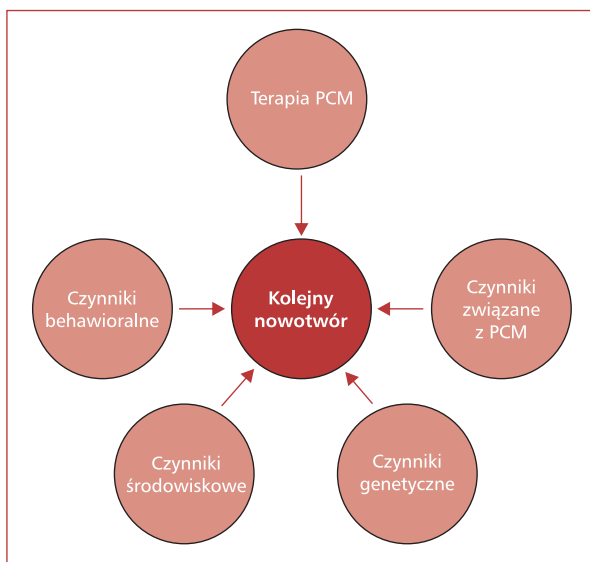 Terapia PCM
Czynniki
behawioralne
Kolejny
nowotwór
Czynniki
związane
z PCM
Czynniki
środowiskowe
Czynniki
genetyczne